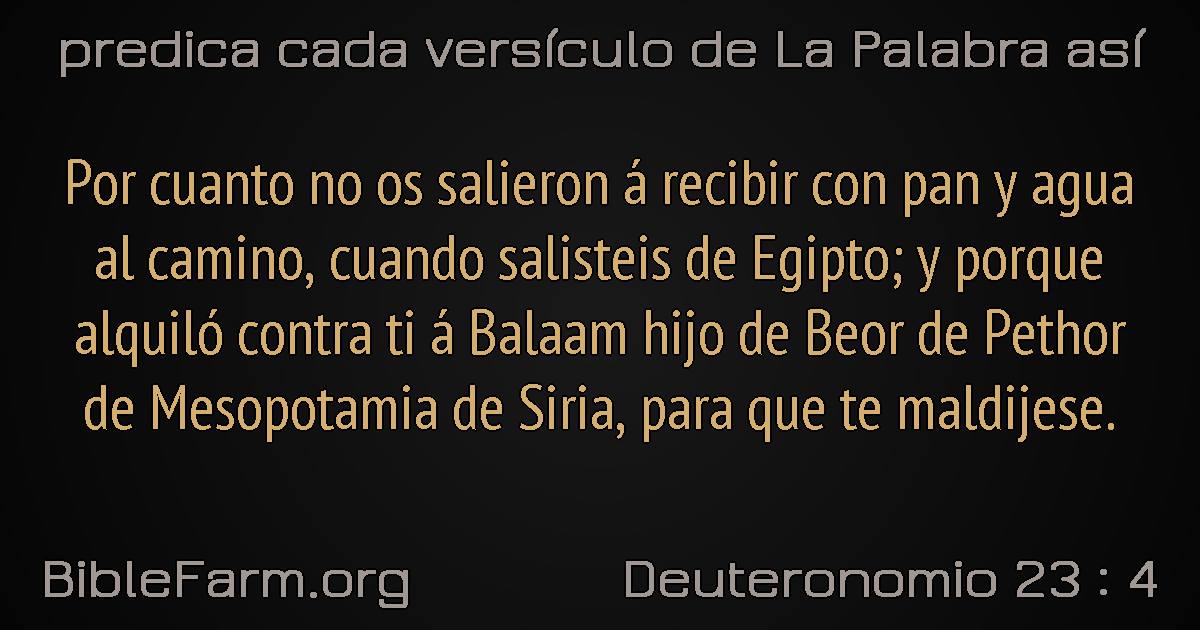 predica cada versículo de La Palabra así
Por cuanto no os salieron á recibir con pan y agua
al camino, cuando salisteis de Egipto; y porque
alquiló contra ti á Balaam hijo de Beor de Pethor
de Mesopotamia de Siria, para que te maldijese.
BibleFarm.org
Deuteronomio 23 : 4